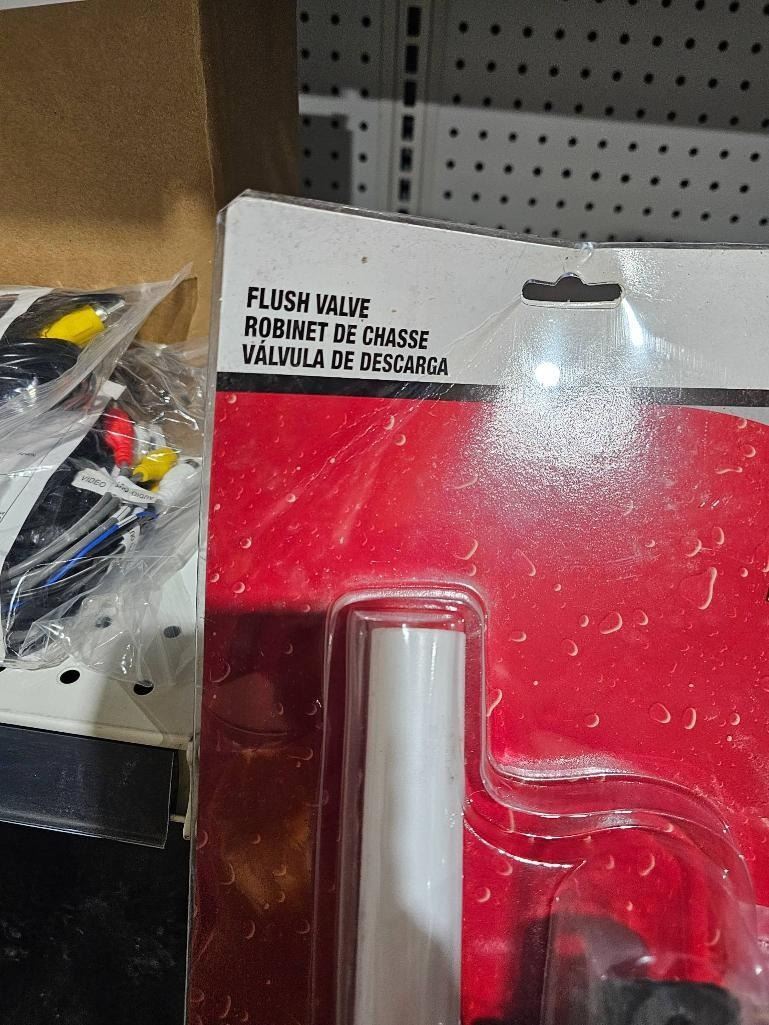 FLUSH VALVE
ROBINET DE CHASSE
VÁLVULA DE DESCARGA
VIDEO